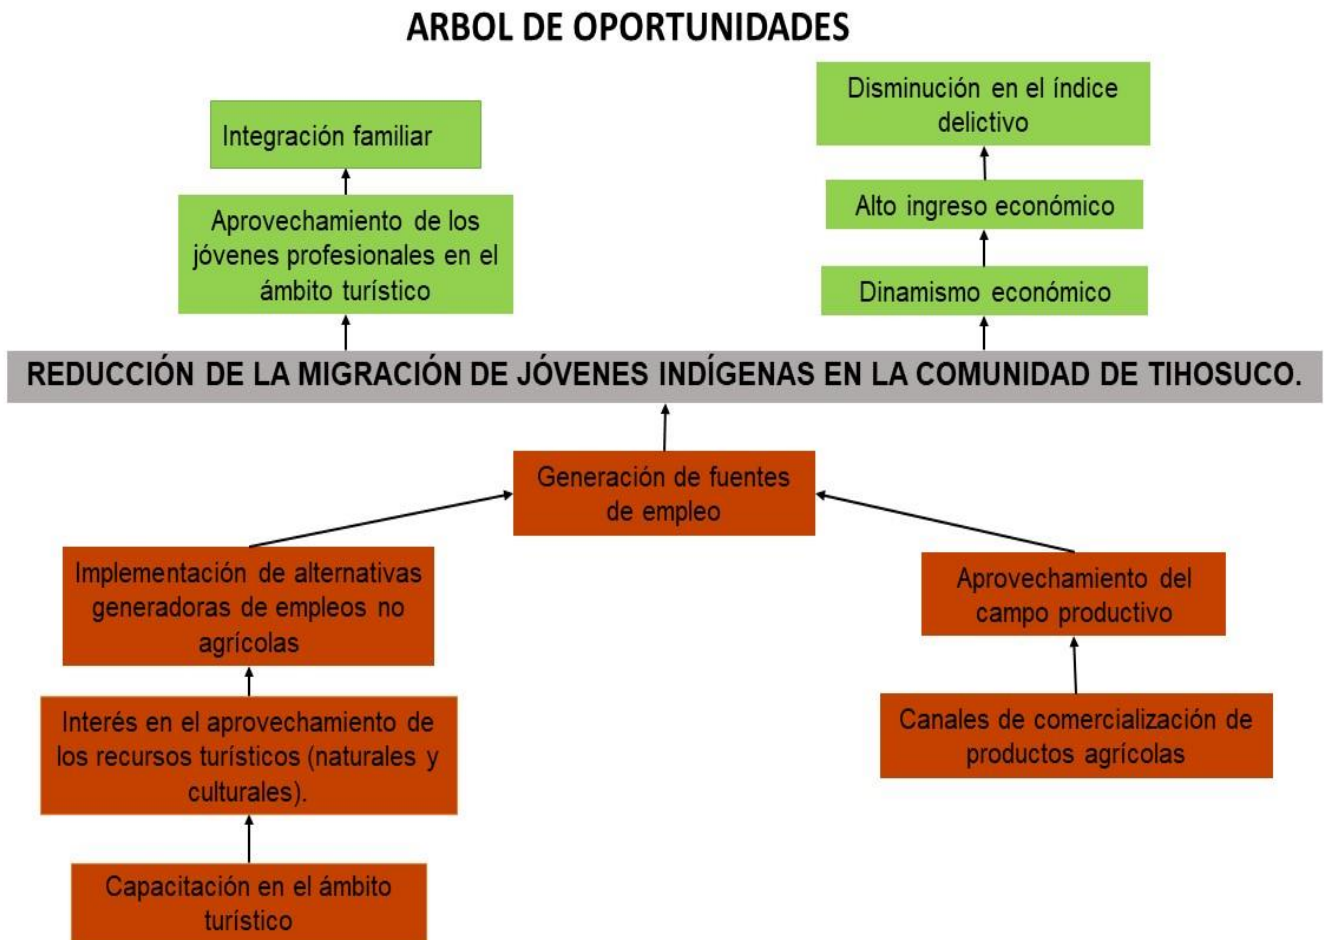 ARBOL DE OPORTUNIDADES
Integración familiar
Aprovechamiento de los
jóvenes profesionales en el
ámbito turístico
Disminución en el índice
delictivo
Alto ingreso económico
Dinamismo económico
REDUCCIÓN DE LA MIGRACIÓN DE JÓVENES INDÍGENAS EN LA COMUNIDAD DE TIHOSUCO.
Generación de fuentes
de empleo
Implementación de alternativas
generadoras de empleos no
agrícolas
Interés en el aprovechamiento de
los recursos turísticos (naturales y
culturales).
Capacitación en el ámbito
turístico
Aprovechamiento del
campo productivo
Canales de comercialización de
productos agrícolas